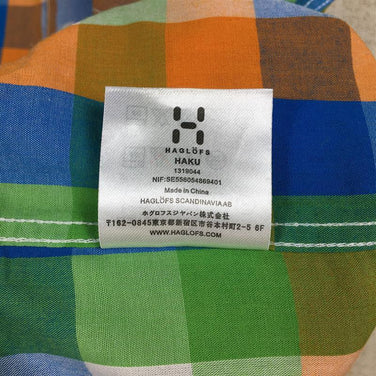 HAGLÖFS
HAKU
1319044
NIF:SE556054869401
Made in China
HAGLÖFS SCANDINAVIA AB
ホグロフスジャパン株式会社
〒162-0845東京都新宿区市谷本村町2-5 6F
WWW.HAGLOFS.COM